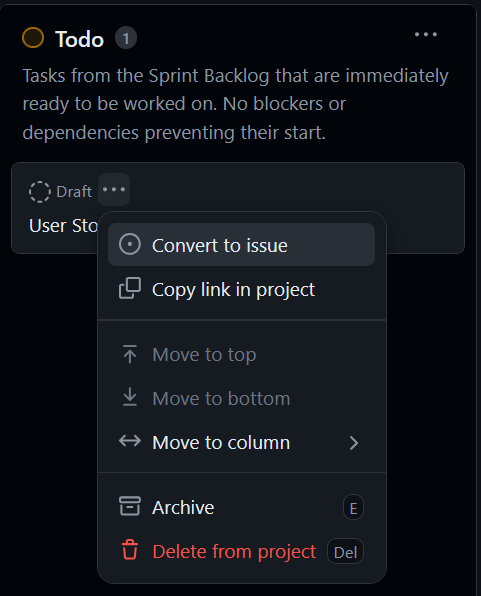 Todo 1
Tasks from the Sprint Backlog that are immediately
ready to be worked on. No blockers or
dependencies preventing their start.
Draft
User Sto
Convert to issue
Copy link in project
Move to top
Move to bottom
Move to column
Archive E
Delete from project Del